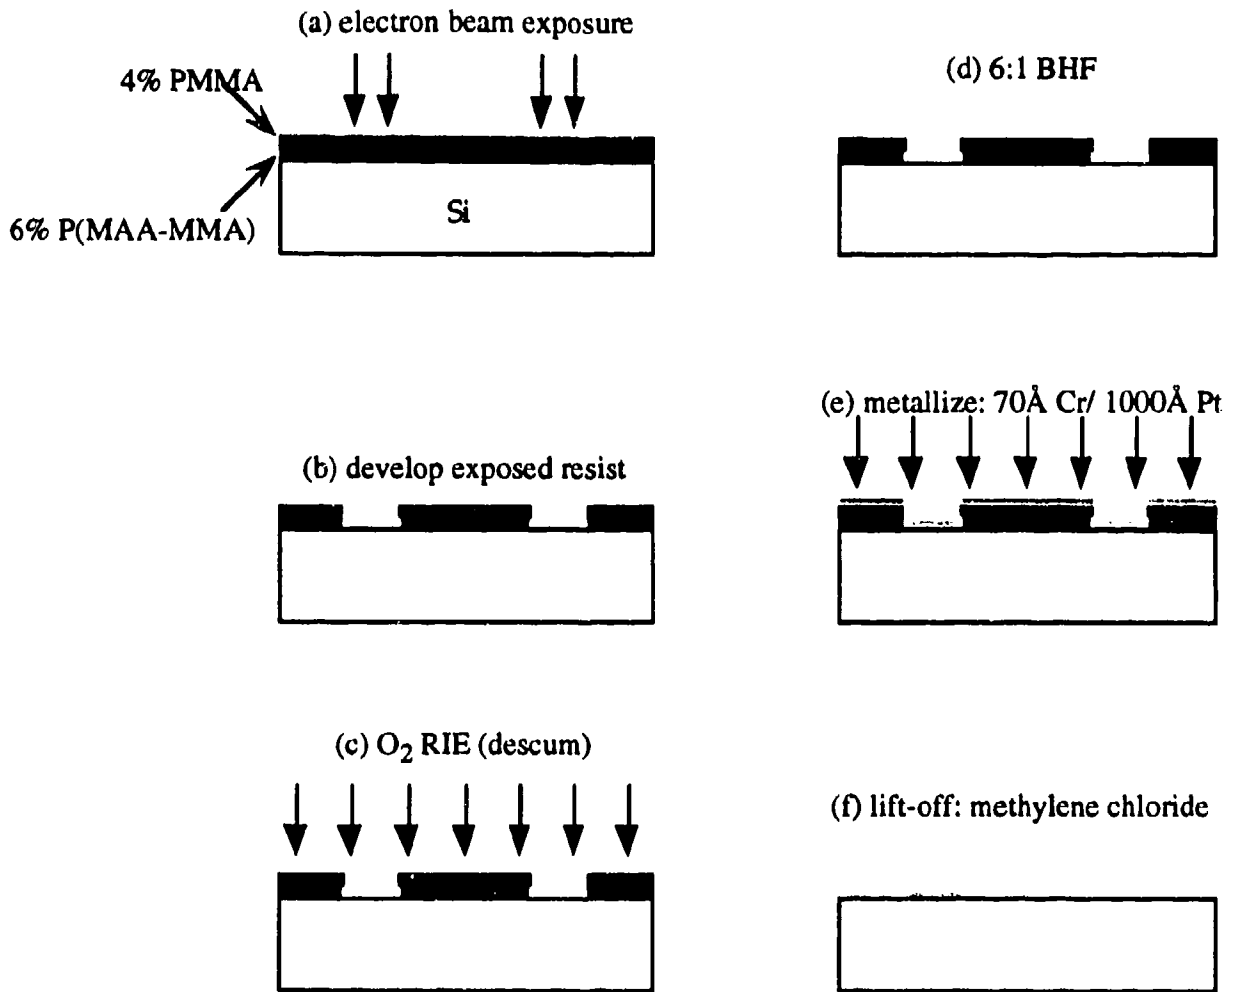 (a) electron beam exposure
4% PMMA
6% P(MAA-MMA)
Si
(b) develop exposed resist
(c) O₂ RIE (descum)
(d) 6:1 BHF
(e) metallize: 70Å Cr/ 1000Å Pt
(f) lift-off: methylene chloride